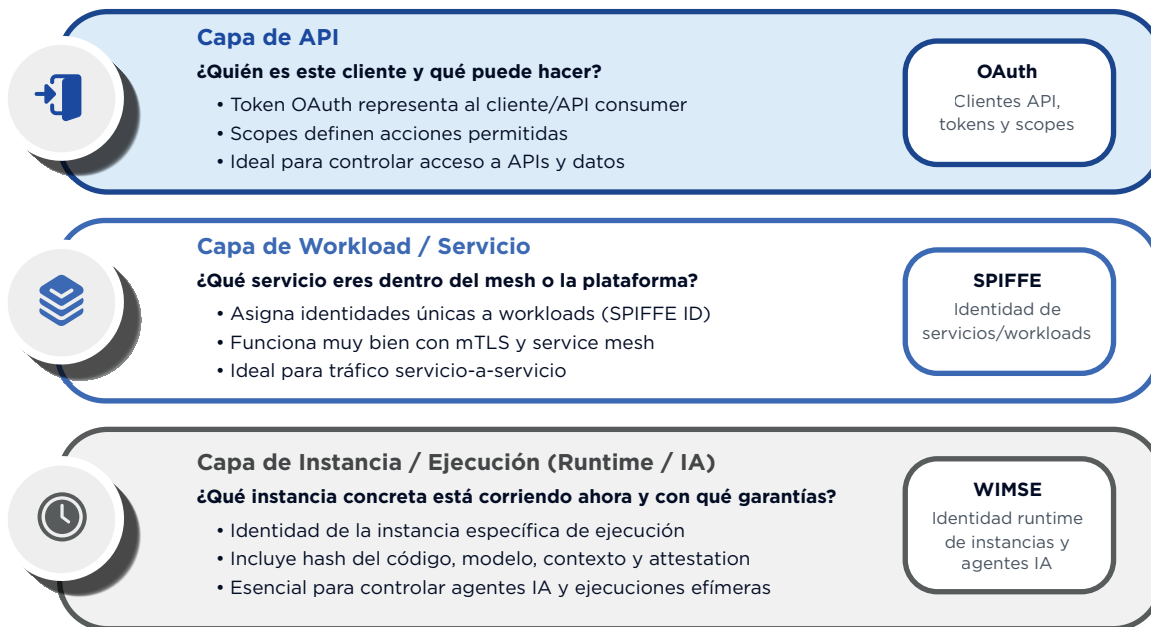 Capa de API
¿Quién es este cliente y qué puede hacer?
• Token OAuth representa al cliente/API consumer
• Scopes definen acciones permitidas
• Ideal para controlar acceso a APIs y datos
OAuth
Clientes API,
tokens y scopes
Capa de Workload / Servicio
¿Qué servicio eres dentro del mesh o la plataforma?
• Asigna identidades únicas a workloads (SPIFFE ID)
• Funciona muy bien con mTLS y service mesh
• Ideal para tráfico servicio-a-servicio
SPIFFE
Identidad de
servicios/workloads
Capa de Instancia / Ejecución (Runtime / IA)
¿Qué instancia concreta está corriendo ahora y con qué garantías?
• Identidad de la instancia específica de ejecución
• Incluye hash del código, modelo, contexto y attestation
• Esencial para controlar agentes IA y ejecuciones efímeras
WIMSE
Identidad runtime
de instancias y
agentes IA